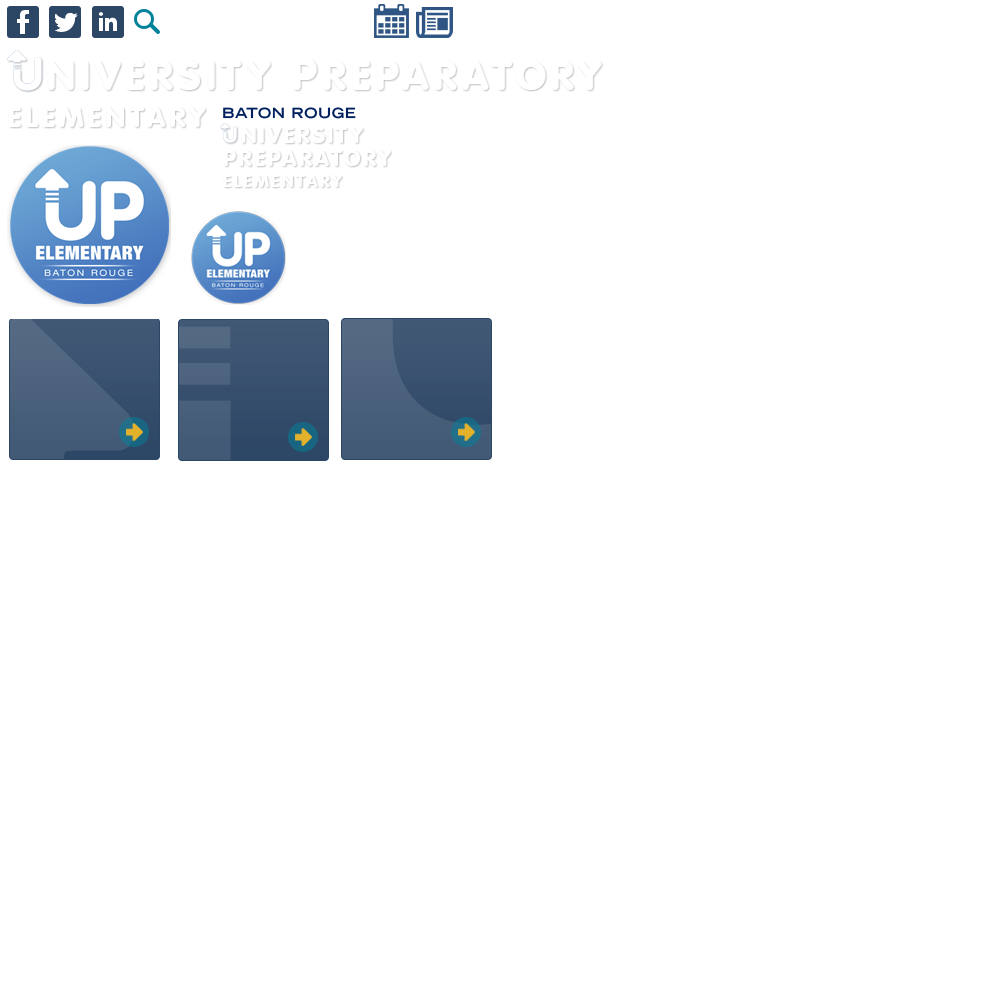 UNIVERSITY PREPARATORY
ELEMENTARY
BATON ROUGE
UNIVERSITY
PREPARATORY
ELEMENTARY
UP
ELEMENTARY
BATON ROUGE
UP
ELEMENTARY
BATON ROUGE